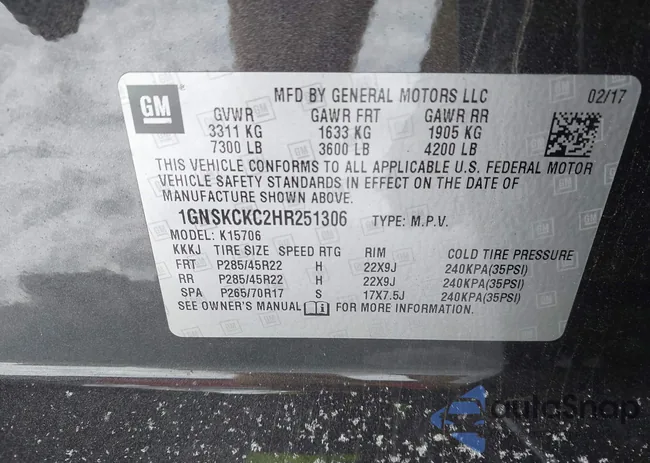 GM
MFD BY GENERAL MOTORS LLC 02/17
GVWR GAWR FRT GAWR RR
3311 KG 1633 KG 1905 KG
7300 LB 3600 LB 4200 LB
THIS VEHICLE CONFORMS TO ALL APPLICABLE U.S. FEDERAL MOTOR
VEHICLE SAFETY STANDARDS IN EFFECT ON THE DATE OF
MANUFACTURE SHOWN ABOVE.
1GNSKCKC2HR251306 TYPE: M.P.V.
MODEL: K15706
KKKJ TIRE SIZE SPEED RTG RIM COLD TIRE PRESSURE
FRT P285/45R22 H 22X9J 240KPA(35PSI)
RR P285/45R22 H 22X9J 240KPA(35PSI)
SPA P265/70R17 S 17X7.5J 240KPA(35PSI)
SEE OWNER'S MANUAL FOR MORE INFORMATION.
autoSnap